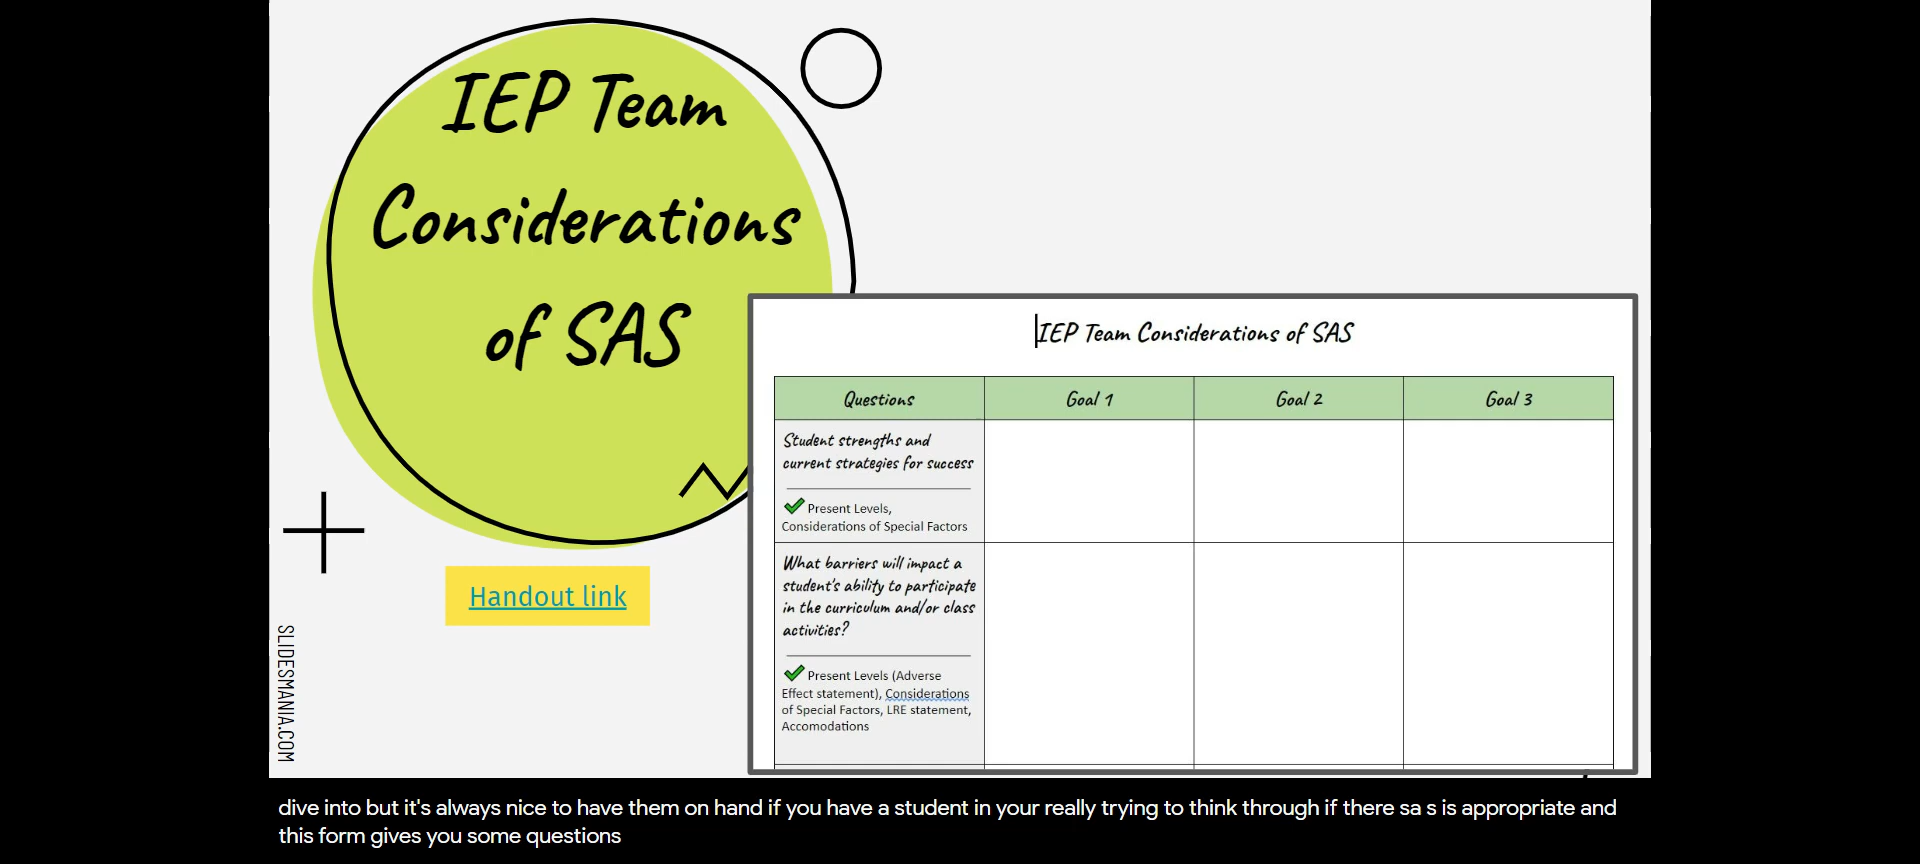 IEP Team
Considerations
of SAS
Handout link
SLIDESMANIA.COM
IEP Team Considerations of SAS
Questions
Goal 1
Goal 2
Goal 3
Student strengths and
current strategies for success
Present Levels,
Considerations of Special Factors
What barriers will impact a
student's ability to participate
in the curriculum and/or class
activities?
Present Levels (Adverse
Effect statement), Considerations
of Special Factors, LRE statement,
Accomodations
dive into but it's always nice to have them on hand if you have a student in your really trying to think through if there sa s is appropriate and
this form gives you some questions